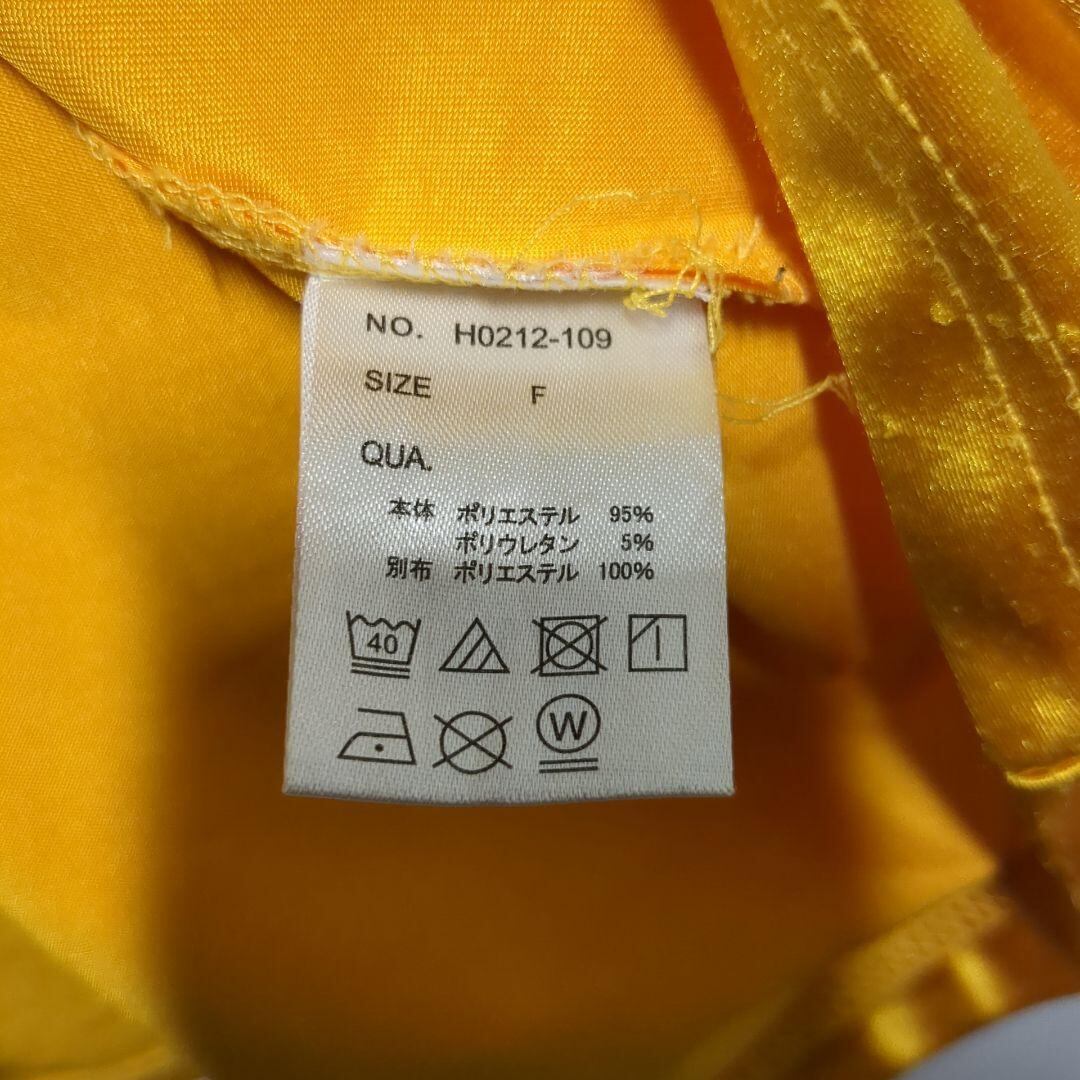 NO. H0212-109
SIZE F
QUA.
本体 ポリエステル 95%
ポリウレタン 5%
別布 ポリエステル 100%
40
W